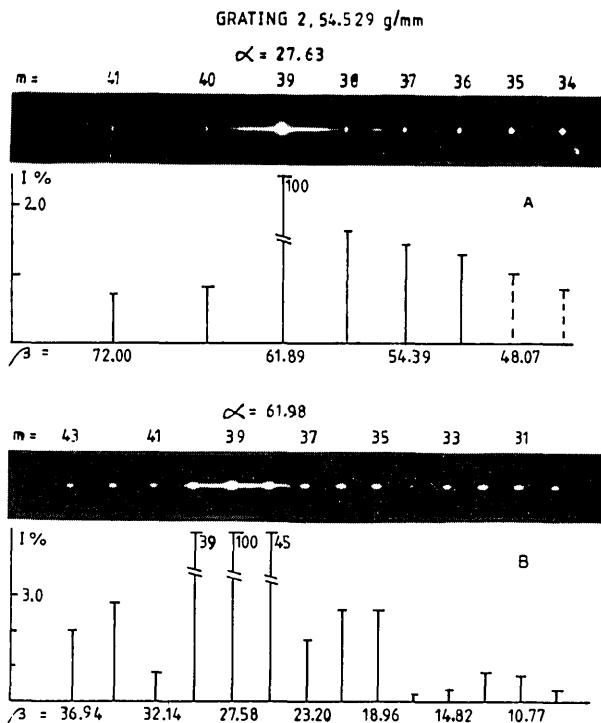 GRATING 2, 54.529 g/mm
α = 27.63
m = 41 40 39 38 37 36 35 34
I %
100
2.0
A
β = 72.00 61.89 54.39 48.07
α = 61.98
m = 43 41 39 37 35 33 31
I %
39 100 45
B
3.0
β = 36.94 32.14 27.58 23.20 18.96 14.82 10.77